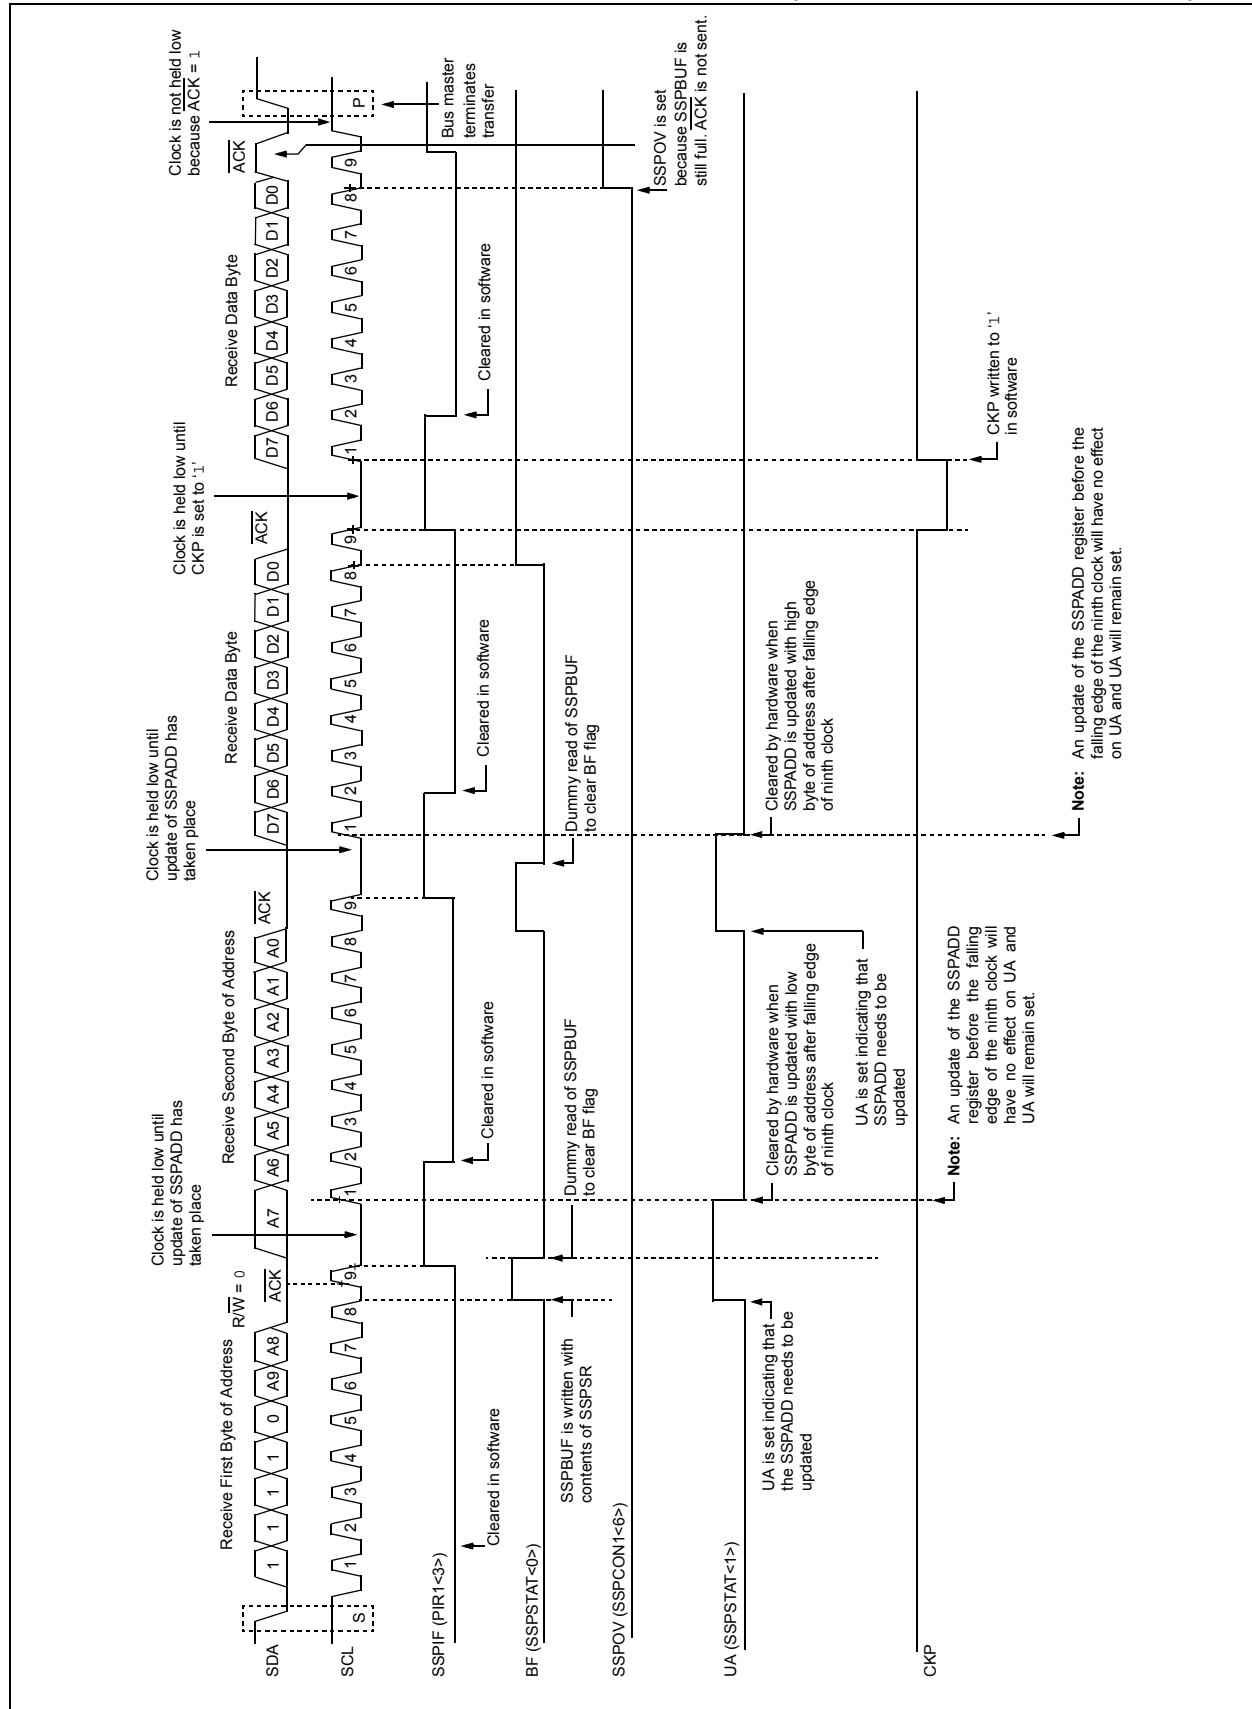 Receive First Byte of Address
R/W = 0
Clock is held low until
update of SSPADD has
taken place
Receive Second Byte of Address
Clock is held low until
update of SSPADD has
taken place
Receive Data Byte
Clock is held low until
CKP is set to ‘1’
Receive Data Byte
Clock is not held low
because ACK = 1
SDA
1 1 1 1 0 A9 A8 ACK A7 A6 A5 A4 A3 A2 A1 A0 ACK D7 D6 D5 D4 D3 D2 D1 D0 ACK D7 D6 D5 D4 D3 D2 D1 D0 ACK
SCL
S 1 2 3 4 5 6 7 8 9 1 2 3 4 5 6 7 8 9 1 2 3 4 5 6 7 8 9 1 2 3 4 5 6 7 8 9 P
Bus master
terminates
transfer
SSPIF (PIR1<3>)
Cleared in software
Cleared in software
Cleared in software
Cleared in software
BF (SSPSTAT<0>)
SSPBUF is written with
contents of SSPSR
Dummy read of SSPBUF
to clear BF flag
Dummy read of SSPBUF
to clear BF flag
SSPOV (SSPCON1<6>)
SSPOV is set
because SSPBUF is
still full. ACK is not sent.
UA (SSPSTAT<1>)
UA is set indicating that
the SSPADD needs to be
updated
Cleared by hardware when
SSPADD is updated with low
byte of address after falling edge
of ninth clock
UA is set indicating that
SSPADD needs to be
updated
Cleared by hardware when
SSPADD is updated with high
byte of address after falling edge
of ninth clock
CKP
CKP written to ‘1’
in software
Note: An update of the SSPADD
register before the falling
edge of the ninth clock will
have no effect on UA and
UA will remain set.
Note: An update of the SSPADD register before the
falling edge of the ninth clock will have no effect
on UA and UA will remain set.